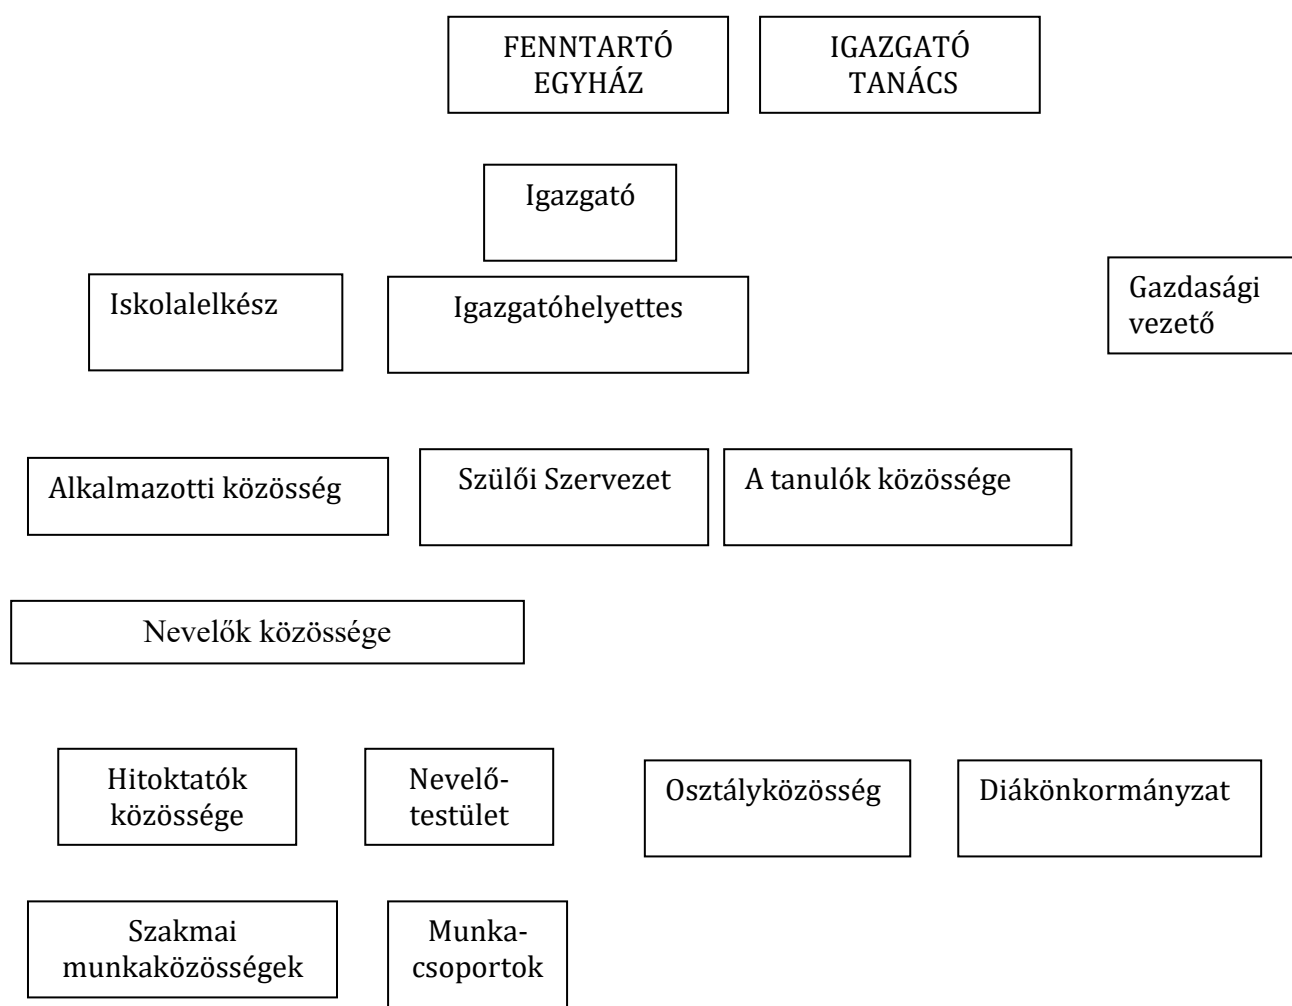 FENNTARTÓ
EGYHÁZ
IGAZGATÓ
TANÁCS
Igazgató
Iskolalelkész
Igazgatóhelyettes
Gazdasági
vezető
Alkalmazotti közösség
Szülői Szervezet
A tanulók közössége
Nevelők közössége
Hitoktatók
közössége
Nevelő-
testület
Osztályközösség
Diákönkormányzat
Szakmai
munkaközösségek
Munka-
csoportok